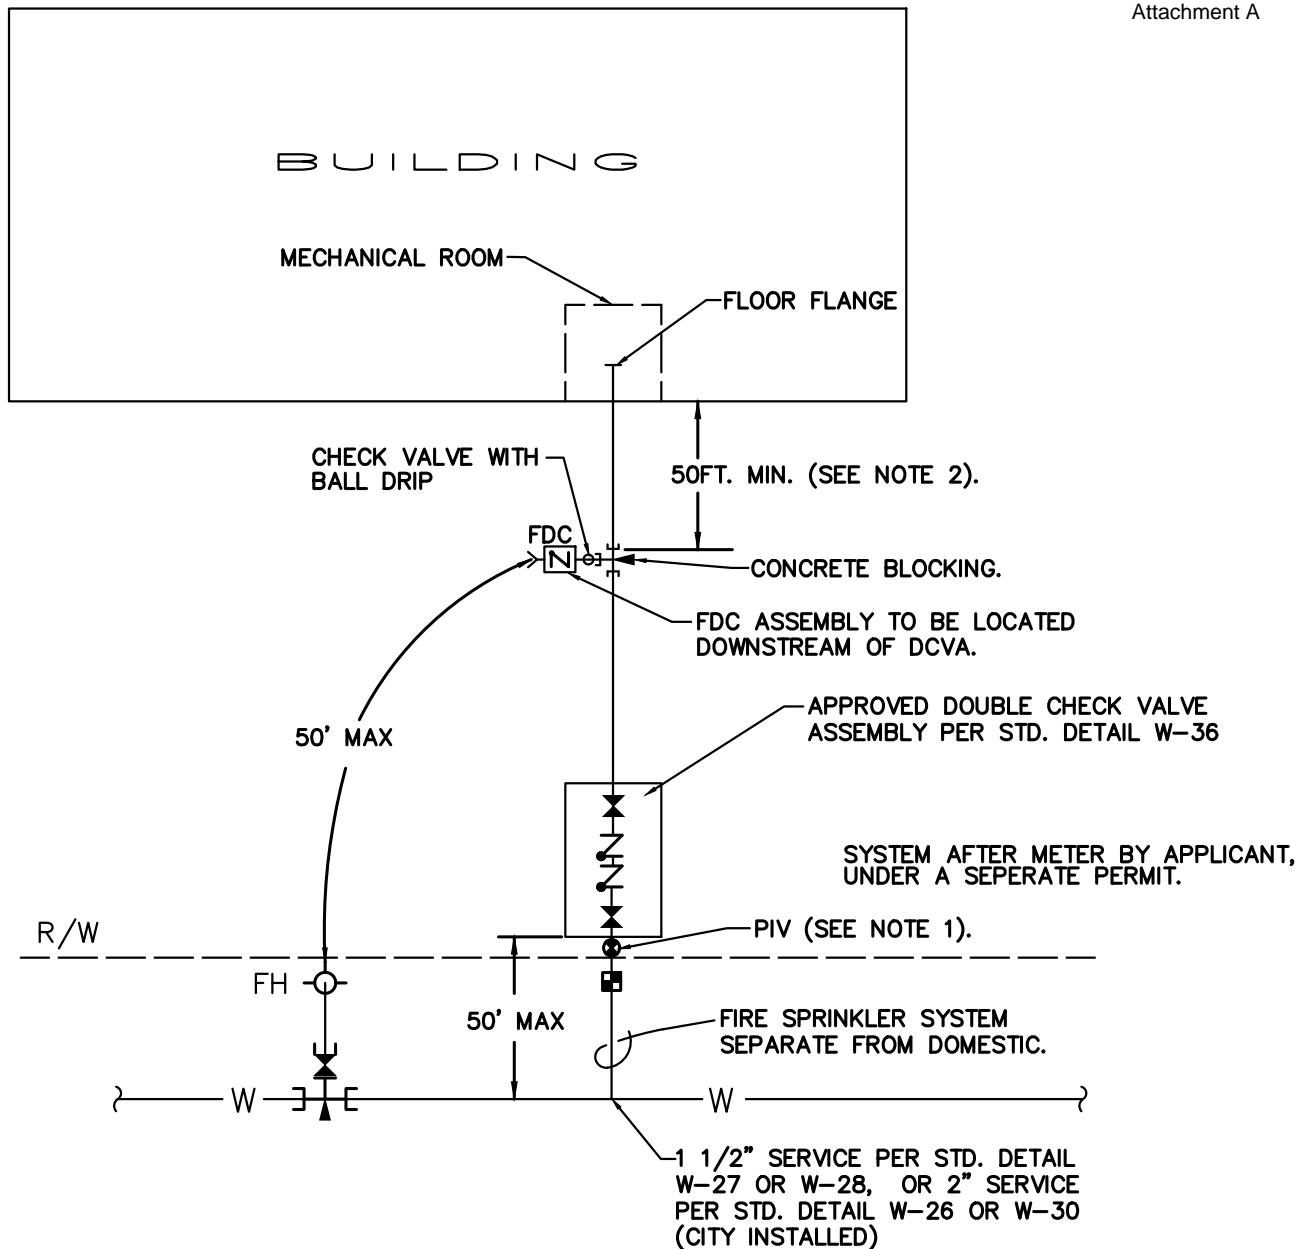 Attachment A
BUILDING
MECHANICAL ROOM
FLOOR FLANGE
CHECK VALVE WITH
BALL DRIP
50FT. MIN. (SEE NOTE 2).
FDC
CONCRETE BLOCKING.
FDC ASSEMBLY TO BE LOCATED
DOWNSTREAM OF DCVA.
APPROVED DOUBLE CHECK VALVE
ASSEMBLY PER STD. DETAIL W-36
50' MAX
SYSTEM AFTER METER BY APPLICANT,
UNDER A SEPERATE PERMIT.
R/W
PIV (SEE NOTE 1).
FH
50' MAX
FIRE SPRINKLER SYSTEM
SEPARATE FROM DOMESTIC.
W
W
1 1/2" SERVICE PER STD. DETAIL
W-27 OR W-28, OR 2" SERVICE
PER STD. DETAIL W-26 OR W-30
(CITY INSTALLED)